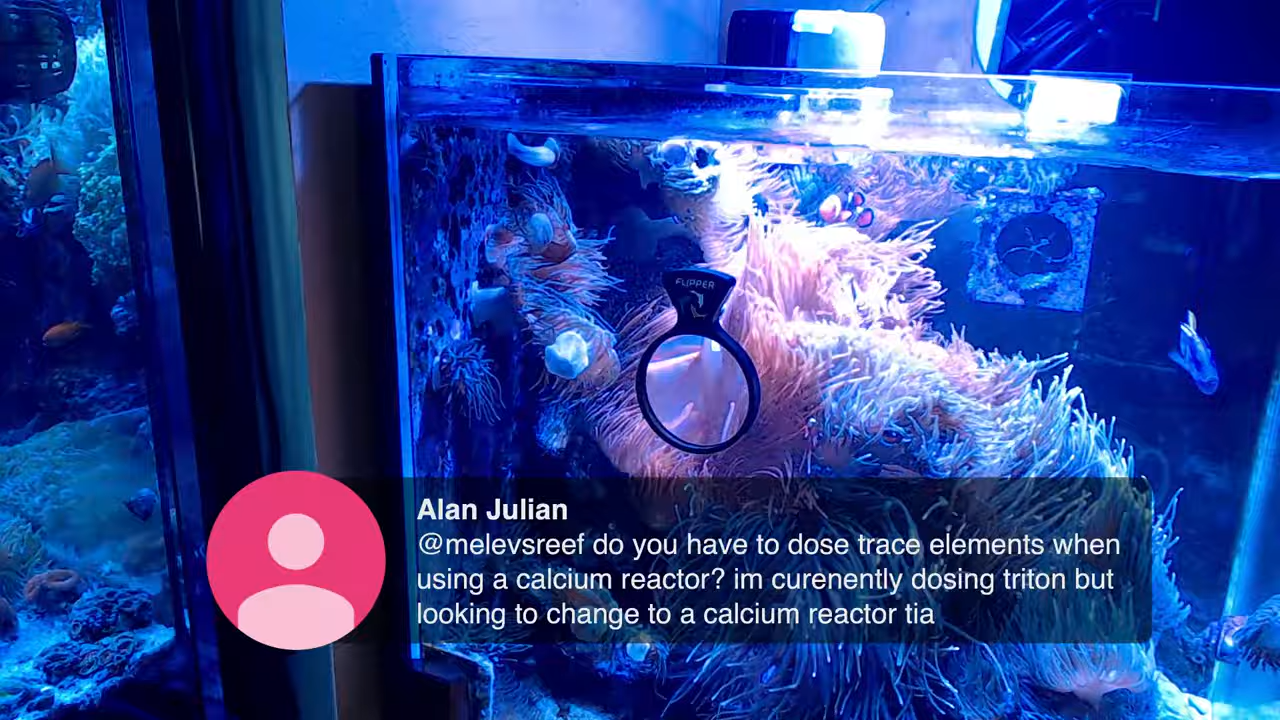 FLIPPER
Alan Julian
@melevsreef do you have to dose trace elements when
using a calcium reactor? im curenently dosing triton but
looking to change to a calcium reactor tia